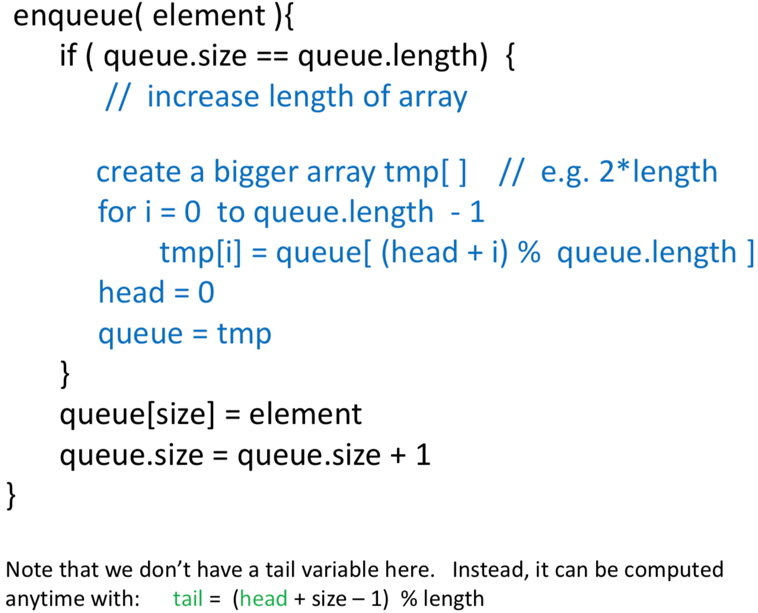 enqueue( element ){
if ( queue.size == queue.length) {
// increase length of array
create a bigger array tmp[ ] // e.g. 2*length
for i = 0 to queue.length - 1
tmp[i] = queue[ (head + i) % queue.length ]
head = 0
queue = tmp
}
queue[size] = element
queue.size = queue.size + 1
}
Note that we don’t have a tail variable here. Instead, it can be computed
anytime with: tail = (head + size – 1) % length